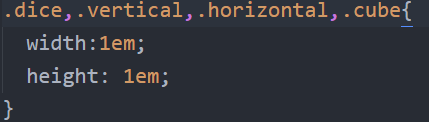 .dice,.vertical,.horizontal,.cube{
  width:1em;
  height: 1em;
}